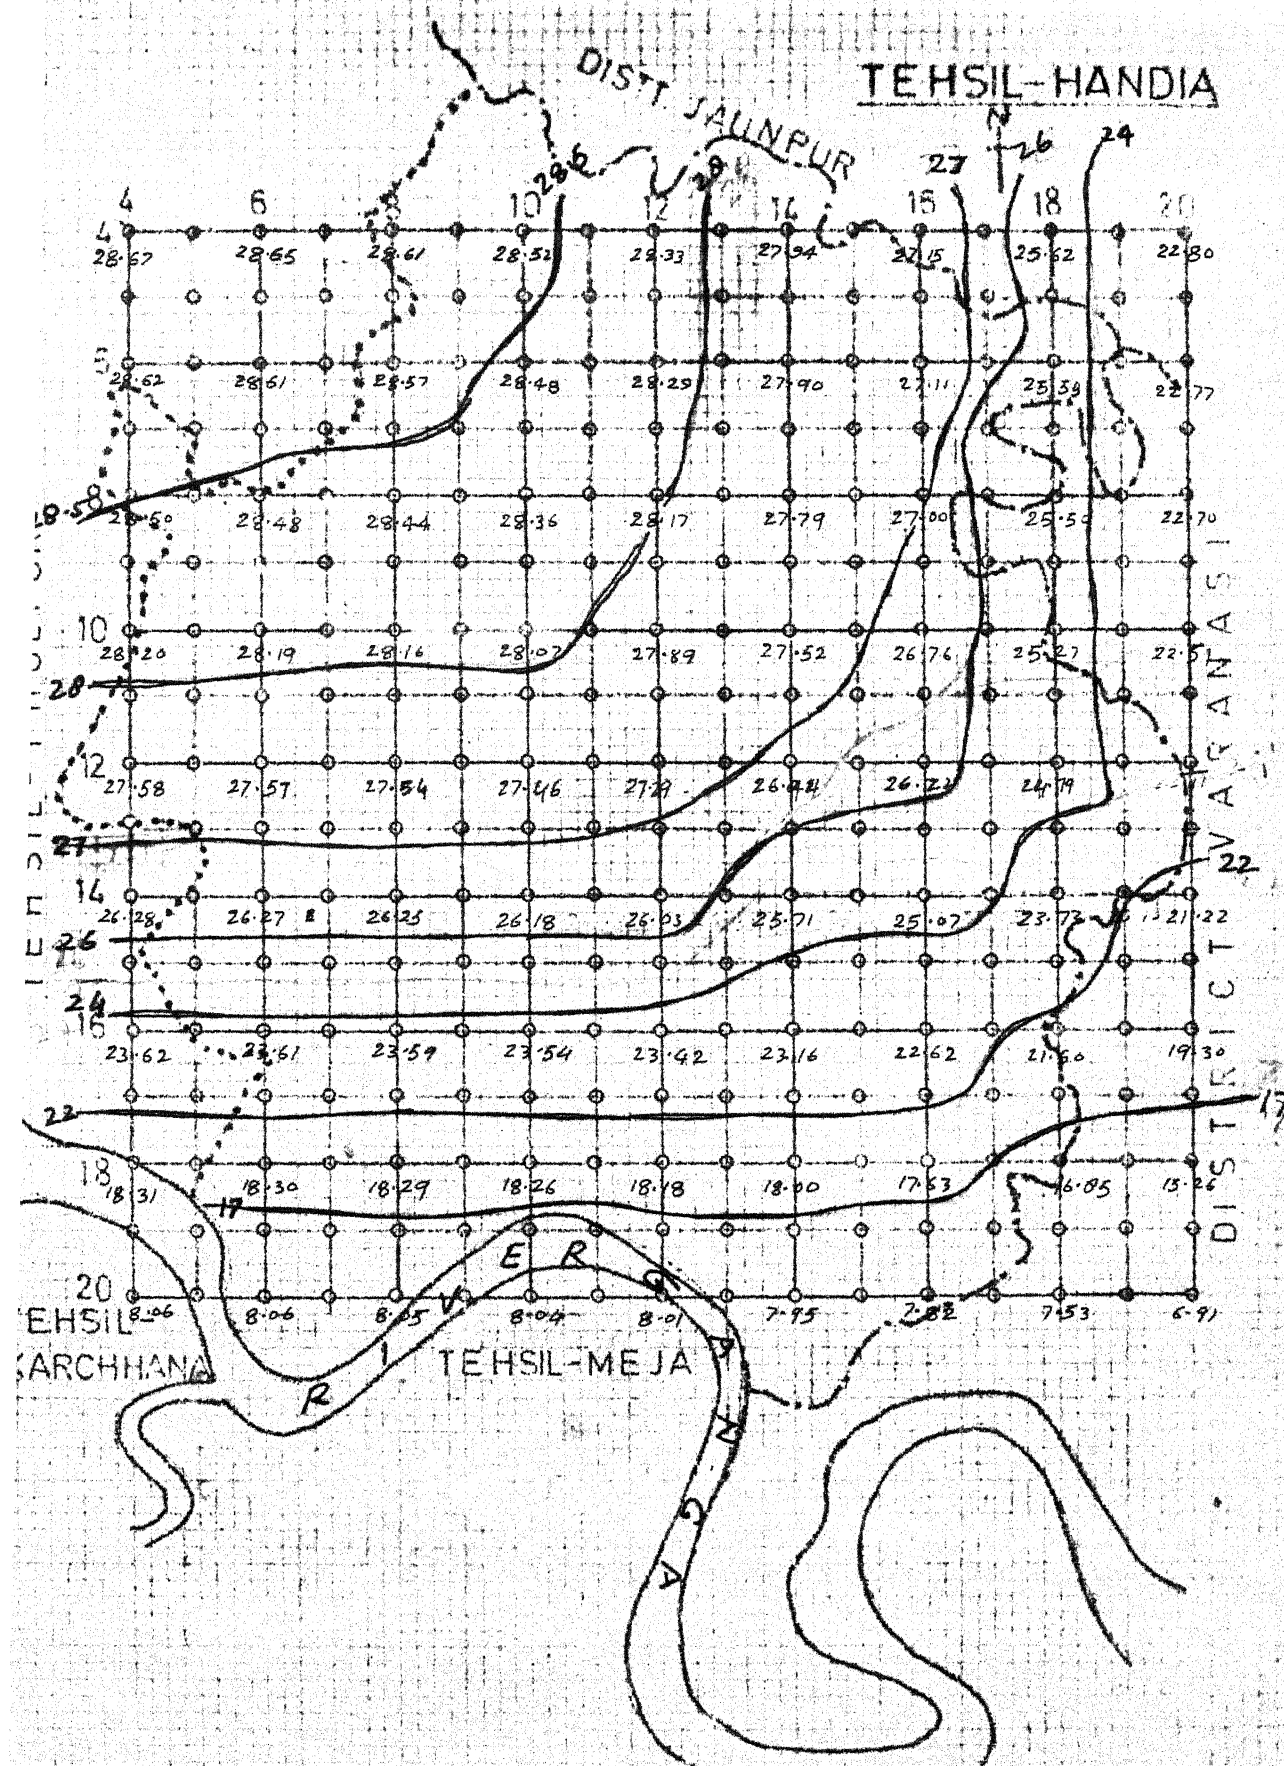 DISTT. JAUNPUR
TEHSIL-HANDIA
N
28.5 28 27 26 24
4 6 8 10 12 14 16 18 20
4
28.67 28.65 28.61 28.52 28.33 27.94 27.15 25.62 22.80
6
28.62 28.61 28.57 28.48 28.29 27.90 27.11 25.59 22.77
28.5
8
28.50 28.48 28.44 28.36 28.17 27.79 27.00 25.50 22.70
10
28.20 28.19 28.16 28.07 27.89 27.52 26.76 25.27
28
12
27.58 27.57 27.54 27.46 24.79
27
22
14
26.28 26.27 26.25 26.18 26.03 25.71 25.07 23.73 21.22
26
24
16
23.62 23.61 23.59 23.54 23.42 23.16 22.62 21.60 19.30
22
17
18
18.31 18.30 18.29 18.26 18.18 18.00 17.63 16.85 15.26
17
20
8.06 8.06 8.05 8.04 8.01 7.95 7.82 7.53 6.91
DISTRICT VARANASI
RIVER GANGA
TEHSIL-
KARCHHANA
TEHSIL-MEJA